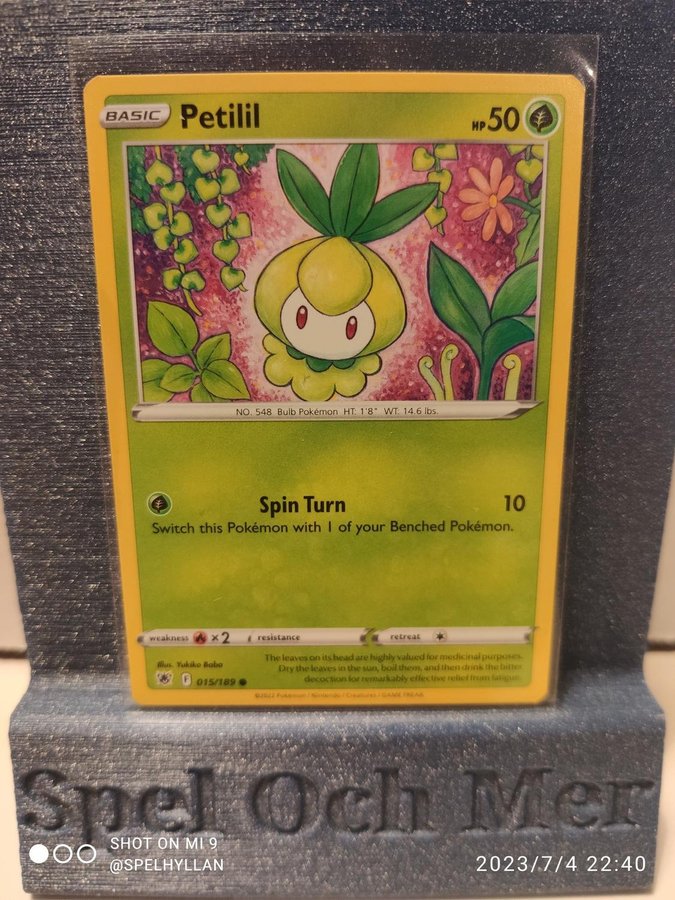 BASIC Petilil HP 50
NO. 548 Bulb Pokémon HT: 1'8" WT: 14.6 lbs.
Spin Turn 10
Switch this Pokémon with 1 of your Benched Pokémon.
weakness ×2 resistance retreat
Illus. Yukiko Baba
The leaves on its head are highly valued for medicinal purposes.
Dry the leaves in the sun, boil them, and then drink the bitter
decoction for remarkably effective relief from fatigue.
F 015/189
©2022 Pokémon / Nintendo / Creatures / GAME FREAK
Spel Och Mer
SHOT ON MI 9
@SPELHYLLAN
2023/7/4 22:40